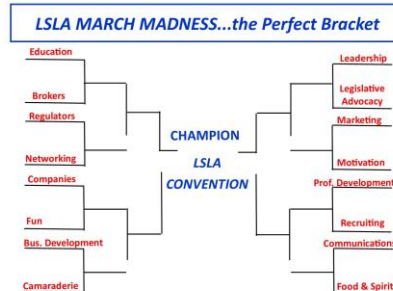 LSLA MARCH MADNESS...the Perfect Bracket
Education
Brokers
Regulators
Networking
Companies
Fun
Bus. Development
Camaraderie
CHAMPION
LSLA
CONVENTION
Leadership
Legislative
Advocacy
Marketing
Motivation
Prof. Development
Recruiting
Communications
Food & Spirit